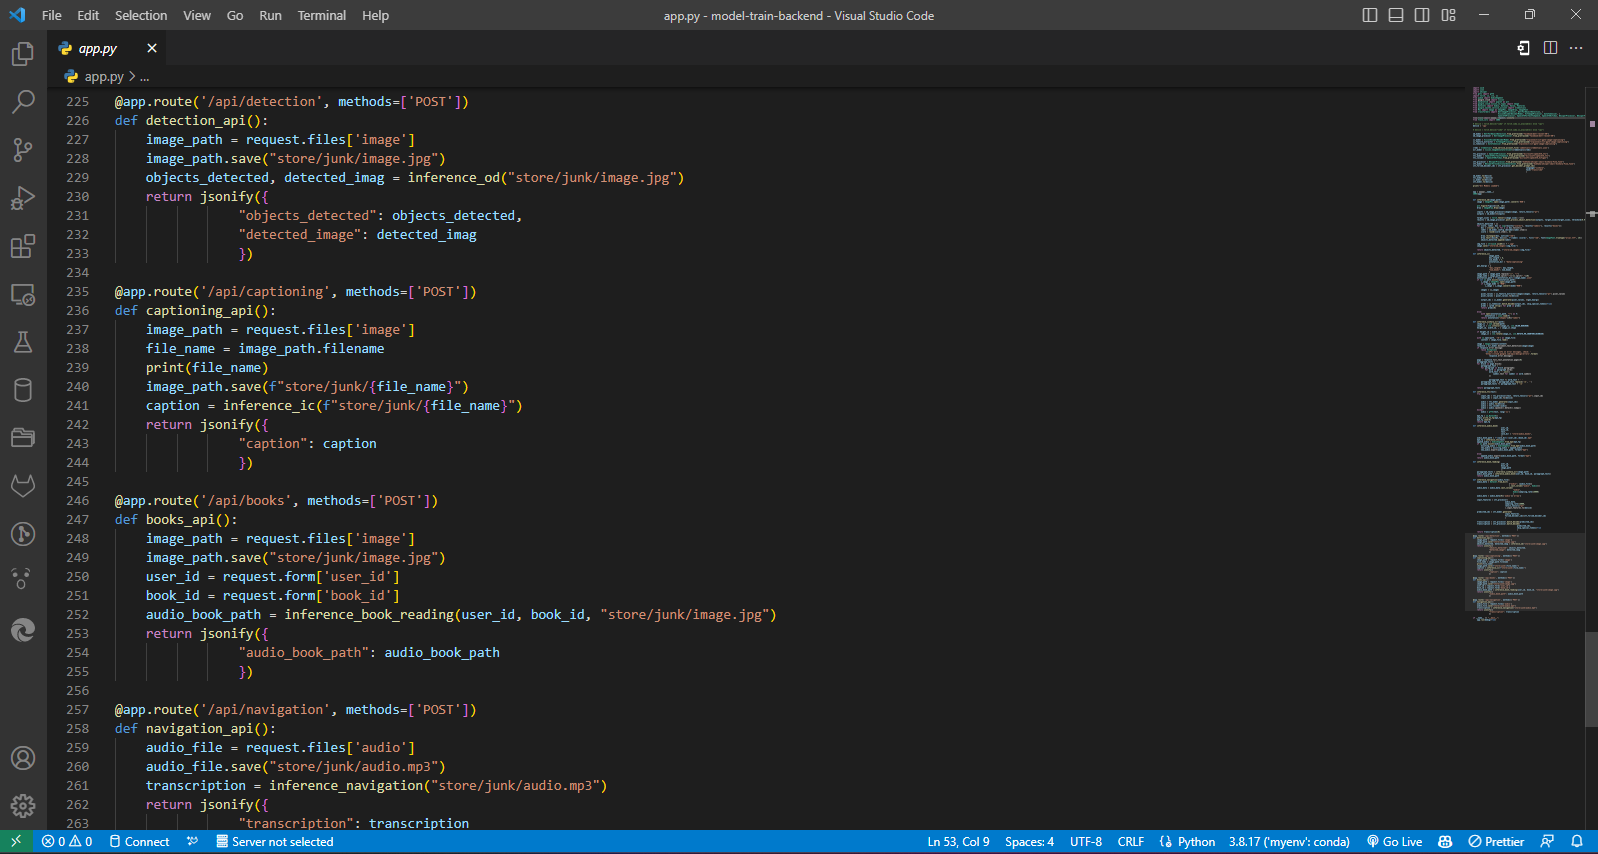 File Edit Selection View Go Run Terminal Help
app.py - model-train-backend - Visual Studio Code
app.py
app.py > ...
225 @app.route('/api/detection', methods=['POST'])
226 def detection_api():
227 image_path = request.files['image']
228 image_path.save("store/junk/image.jpg")
229 objects_detected, detected_imag = inference_od("store/junk/image.jpg")
230 return jsonify({
231 "objects_detected": objects_detected,
232 "detected_image": detected_imag
233 })
234
235 @app.route('/api/captioning', methods=['POST'])
236 def captioning_api():
237 image_path = request.files['image']
238 file_name = image_path.filename
239 print(file_name)
240 image_path.save(f"store/junk/{file_name}")
241 caption = inference_ic(f"store/junk/{file_name}")
242 return jsonify({
243 "caption": caption
244 })
245
246 @app.route('/api/books', methods=['POST'])
247 def books_api():
248 image_path = request.files['image']
249 image_path.save("store/junk/image.jpg")
250 user_id = request.form['user_id']
251 book_id = request.form['book_id']
252 audio_book_path = inference_book_reading(user_id, book_id, "store/junk/image.jpg")
253 return jsonify({
254 "audio_book_path": audio_book_path
255 })
256
257 @app.route('/api/navigation', methods=['POST'])
258 def navigation_api():
259 audio_file = request.files['audio']
260 audio_file.save("store/junk/audio.mp3")
261 transcription = inference_navigation("store/junk/audio.mp3")
262 return jsonify({
263 "transcription": transcription
0 0 Connect Server not selected Ln 53, Col 9 Spaces: 4 UTF-8 CRLF Python 3.8.17 ('myenv': conda) Go Live Prettier